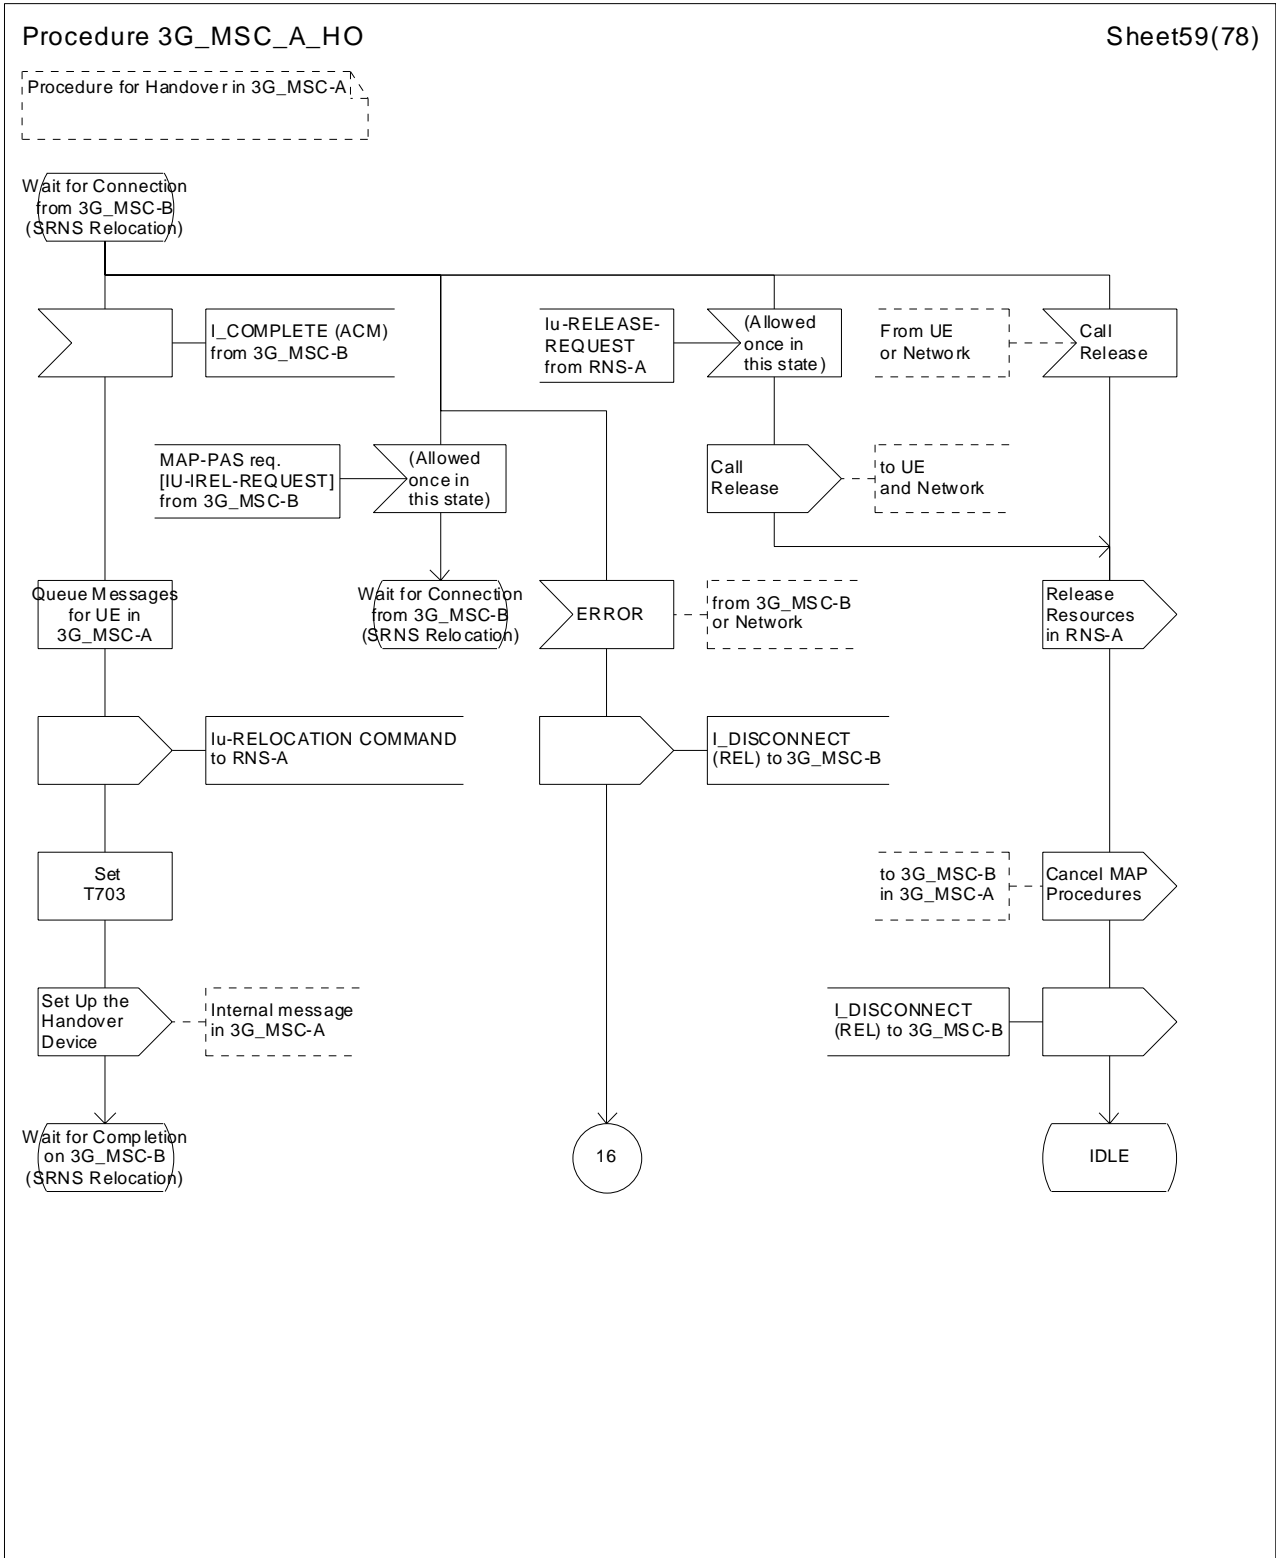 Procedure 3G_MSC_A_HO
Sheet59(78)
Procedure for Handover in 3G_MSC-A
Wait for Connection
from 3G_MSC-B
(SRNS Relocation)
I_COMPLETE (ACM)
from 3G_MSC-B
Iu-RELEASE-
REQUEST
from RNS-A
(Allowed
once in
this state)
From UE
or Network
Call
Release
MAP-PAS req.
[IU-IREL-REQUEST]
from 3G_MSC-B
(Allowed
once in
this state)
Call
Release
to UE
and Network
Queue Messages
for UE in
3G_MSC-A
Wait for Connection
from 3G_MSC-B
(SRNS Relocation)
ERROR
from 3G_MSC-B
or Network
Release
Resources
in RNS-A
Iu-RELOCATION COMMAND
to RNS-A
I_DISCONNECT
(REL) to 3G_MSC-B
Set
T703
to 3G_MSC-B
in 3G_MSC-A
Cancel MAP
Procedures
Set Up the
Handover
Device
Internal message
in 3G_MSC-A
I_DISCONNECT
(REL) to 3G_MSC-B
Wait for Completion
on 3G_MSC-B
(SRNS Relocation)
16
IDLE